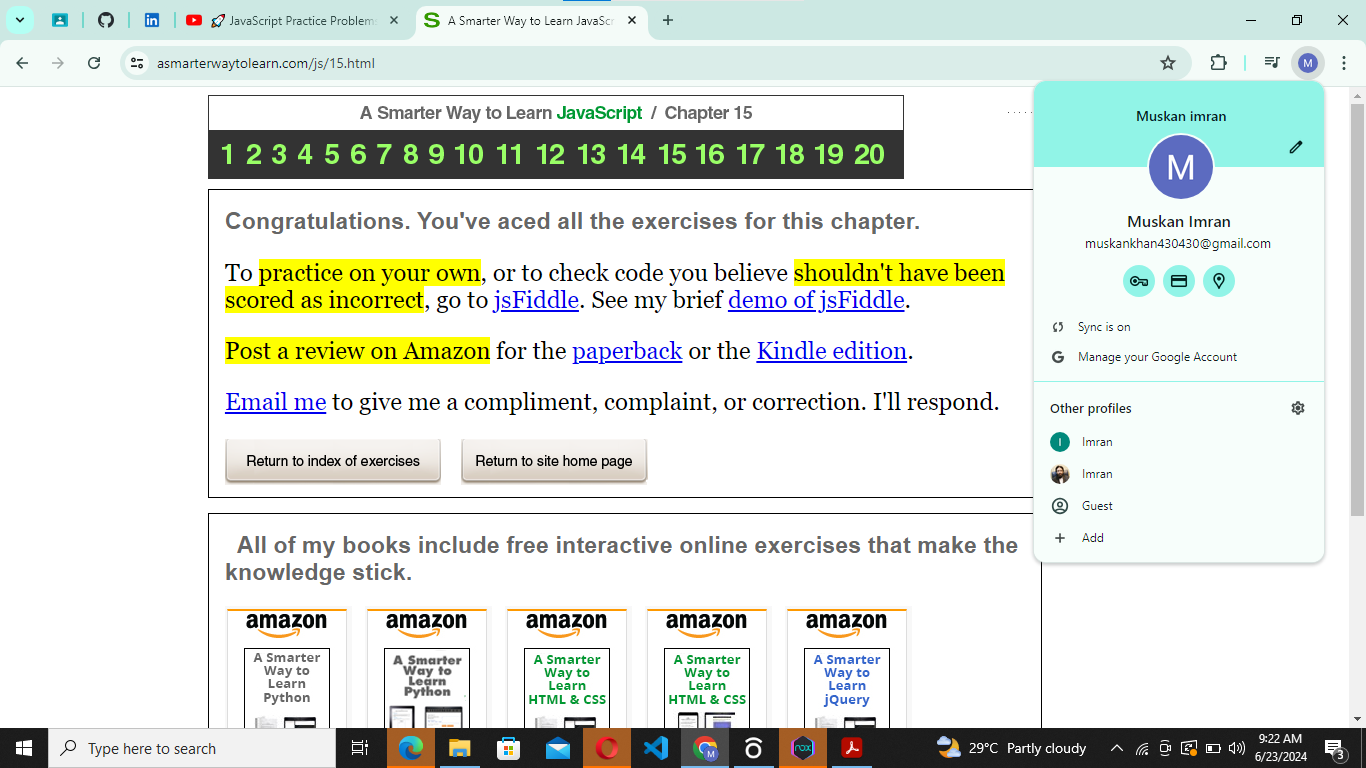 JavaScript Practice Problems
A Smarter Way to Learn JavaScr
asmarterwaytolearn.com/js/15.html
M
A Smarter Way to Learn JavaScript / Chapter 15
1 2 3 4 5 6 7 8 9 10 11 12 13 14 15 16 17 18 19 20
Congratulations. You've aced all the exercises for this chapter.
To practice on your own, or to check code you believe shouldn't have been
scored as incorrect, go to jsFiddle. See my brief demo of jsFiddle.
Post a review on Amazon for the paperback or the Kindle edition.
Email me to give me a compliment, complaint, or correction. I'll respond.
Return to index of exercises
Return to site home page
Muskan imran
M
Muskan Imran
muskankhan430430@gmail.com
Sync is on
G Manage your Google Account
Other profiles
I Imran
Imran
Guest
Add
All of my books include free interactive online exercises that make the
knowledge stick.
amazon
A Smarter
Way to
Learn
Python
amazon
A Smarter
Way to
Learn
Python
amazon
A Smarter
Way to
Learn
HTML & CSS
amazon
A Smarter
Way to
Learn
HTML & CSS
amazon
A Smarter
Way to
Learn
jQuery
Type here to search
M
nox
29°C Partly cloudy
9:22 AM
6/23/2024
3